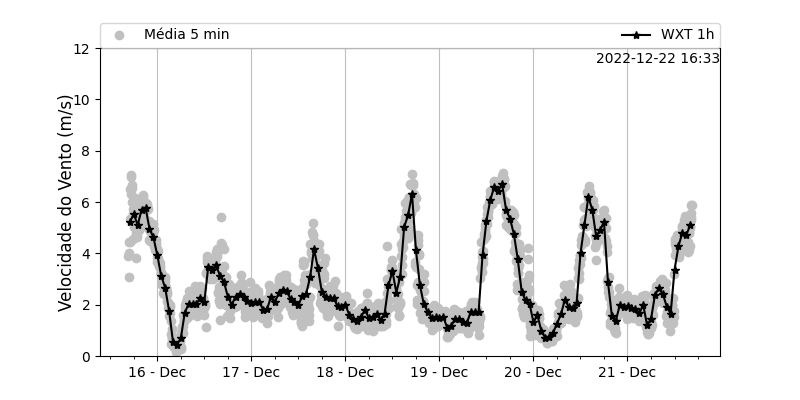 Média 5 min
WXT 1h
2022-12-22 16:33
Velocidade do Vento (m/s)
12
10
8
6
4
2
0
16 - Dec
17 - Dec
18 - Dec
19 - Dec
20 - Dec
21 - Dec